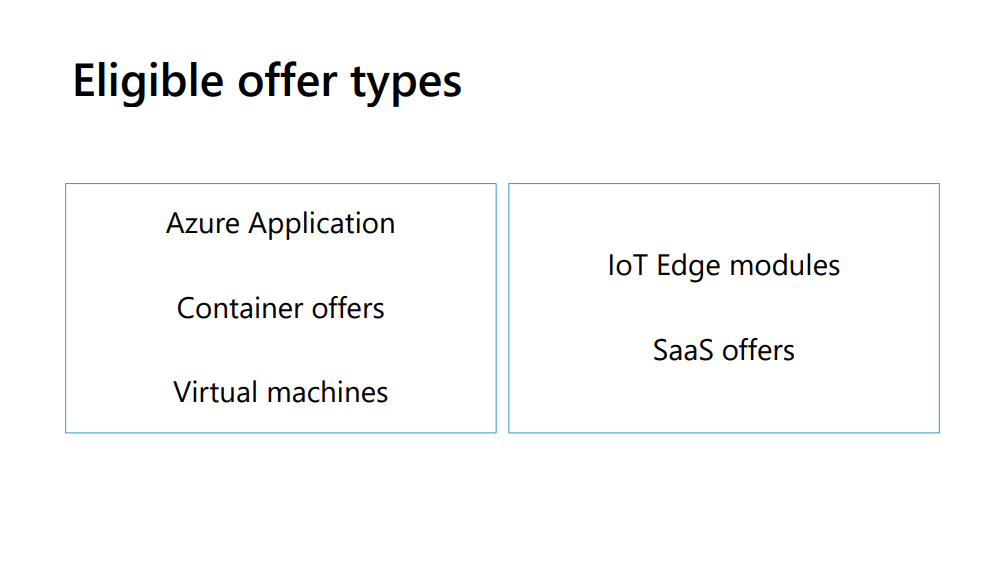 Eligible offer types
Azure Application
Container offers
Virtual machines
IoT Edge modules
SaaS offers